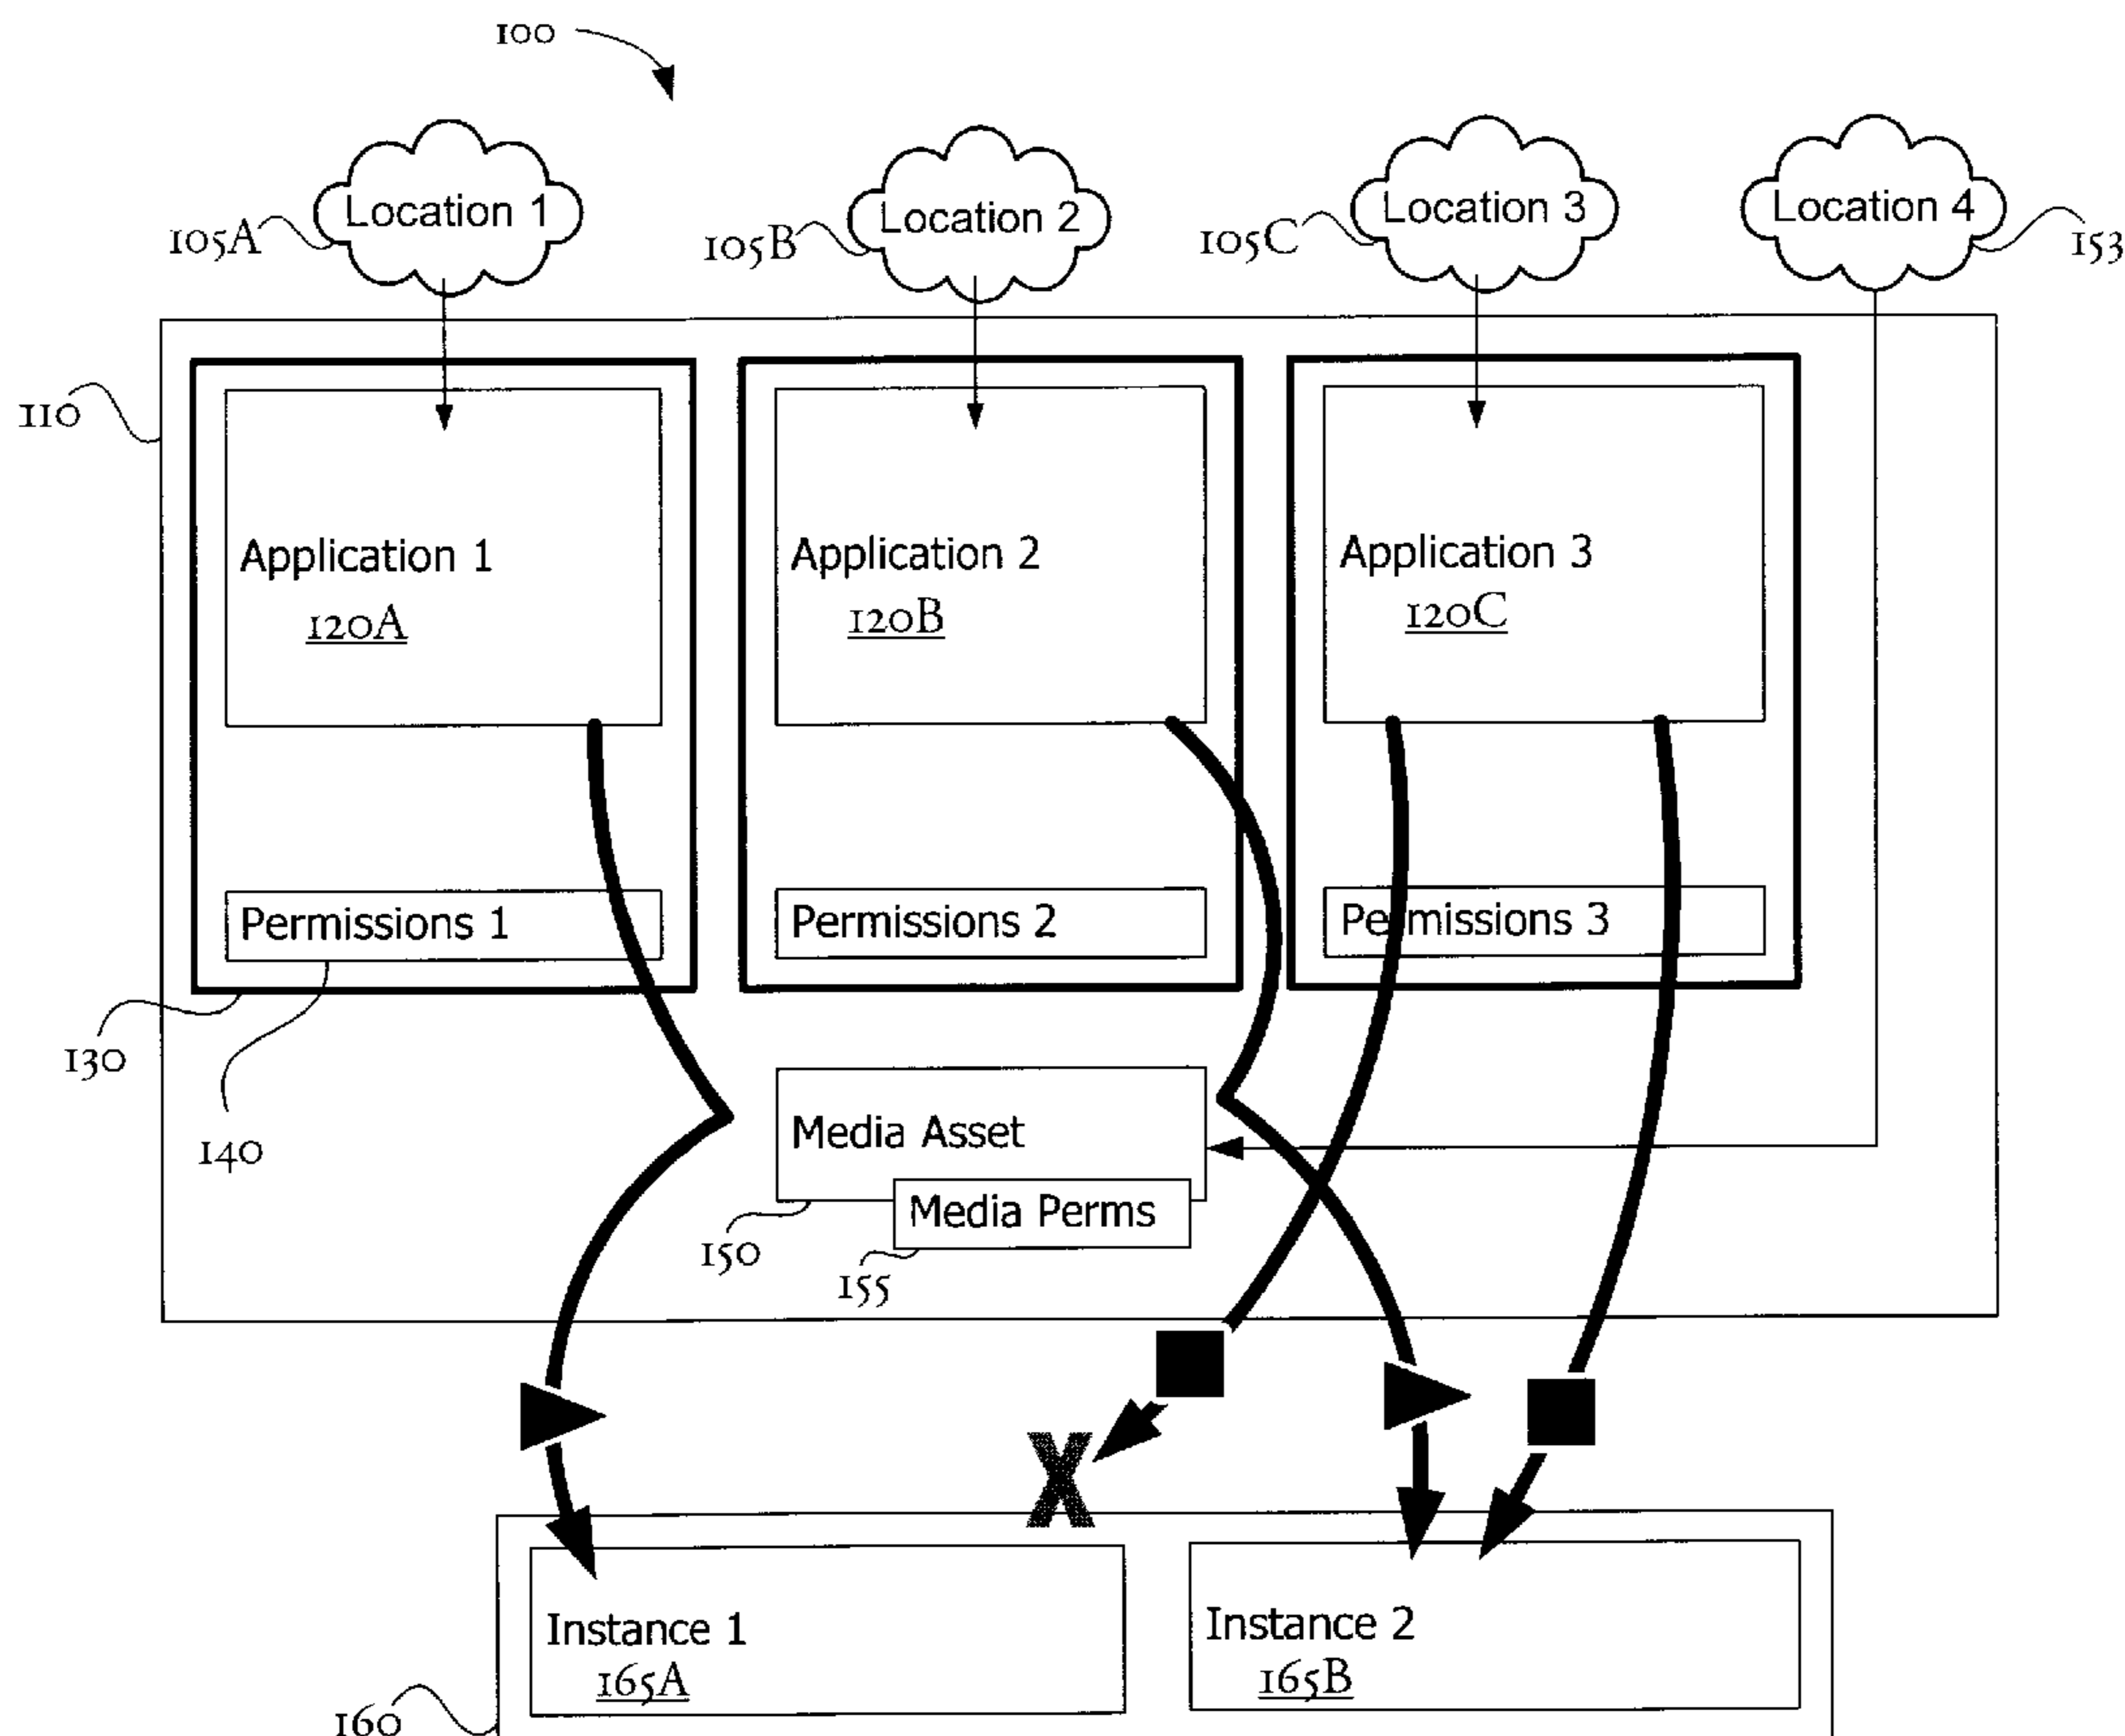 100
Location 1
Location 2
Location 3
Location 4
105A
105B
105C
153
110
Application 1
120A
Application 2
120B
Application 3
120C
Permissions 1
Permissions 2
Permissions 3
130
140
Media Asset
Media Perms
150
155
X
Instance 1
165A
Instance 2
165B
160